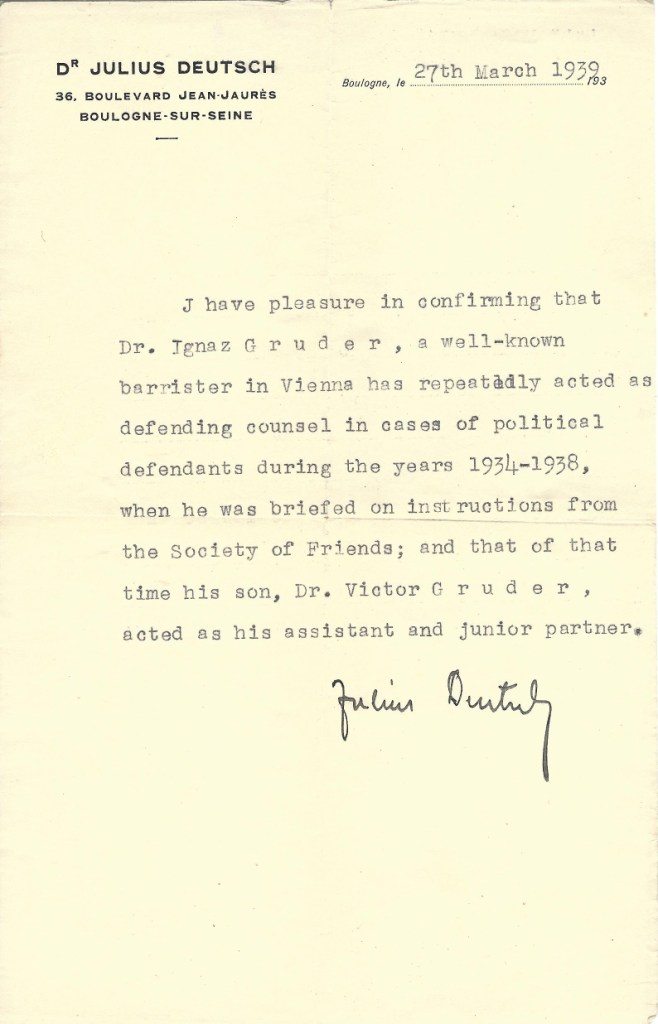 DR JULIUS DEUTSCH
36, BOULEVARD JEAN-JAURÈS
BOULOGNE-SUR-SEINE
Boulogne, le 27th March 1939 193
J have pleasure in confirming that
Dr. Ignaz G r u d e r , a well-known
barrister in Vienna has repeatedly acted as
defending counsel in cases of political
defendants during the years 1934-1938,
when he was briefed on instructions from
the Society of Friends; and that of that
time his son, Dr. Victor G r u d e r ,
acted as his assistant and junior partner.
Julius Deutsch